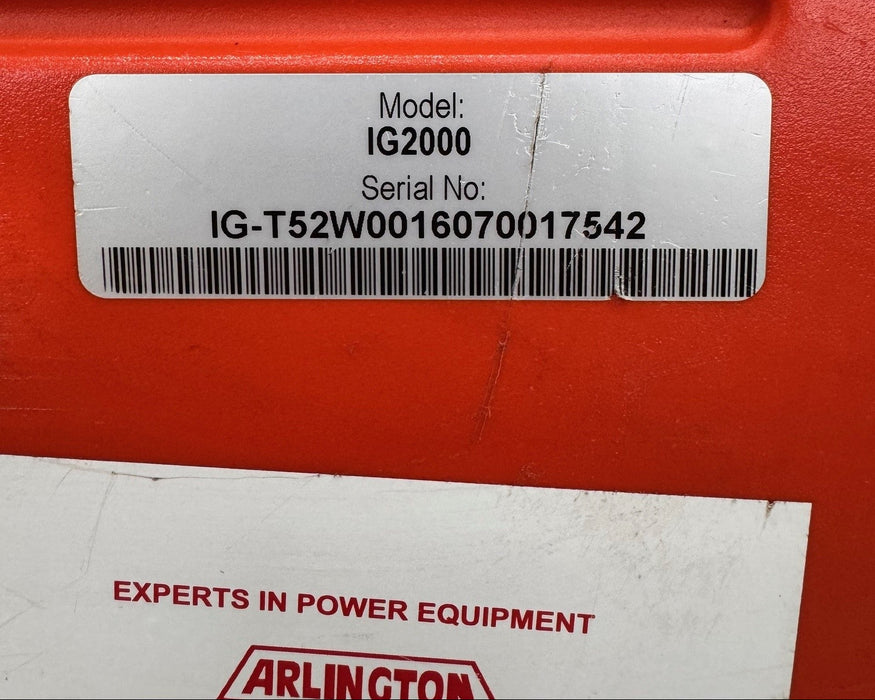 Model:
IG2000
Serial No:
IG-T52W0016070017542
EXPERTS IN POWER EQUIPMENT
ARLINGTON